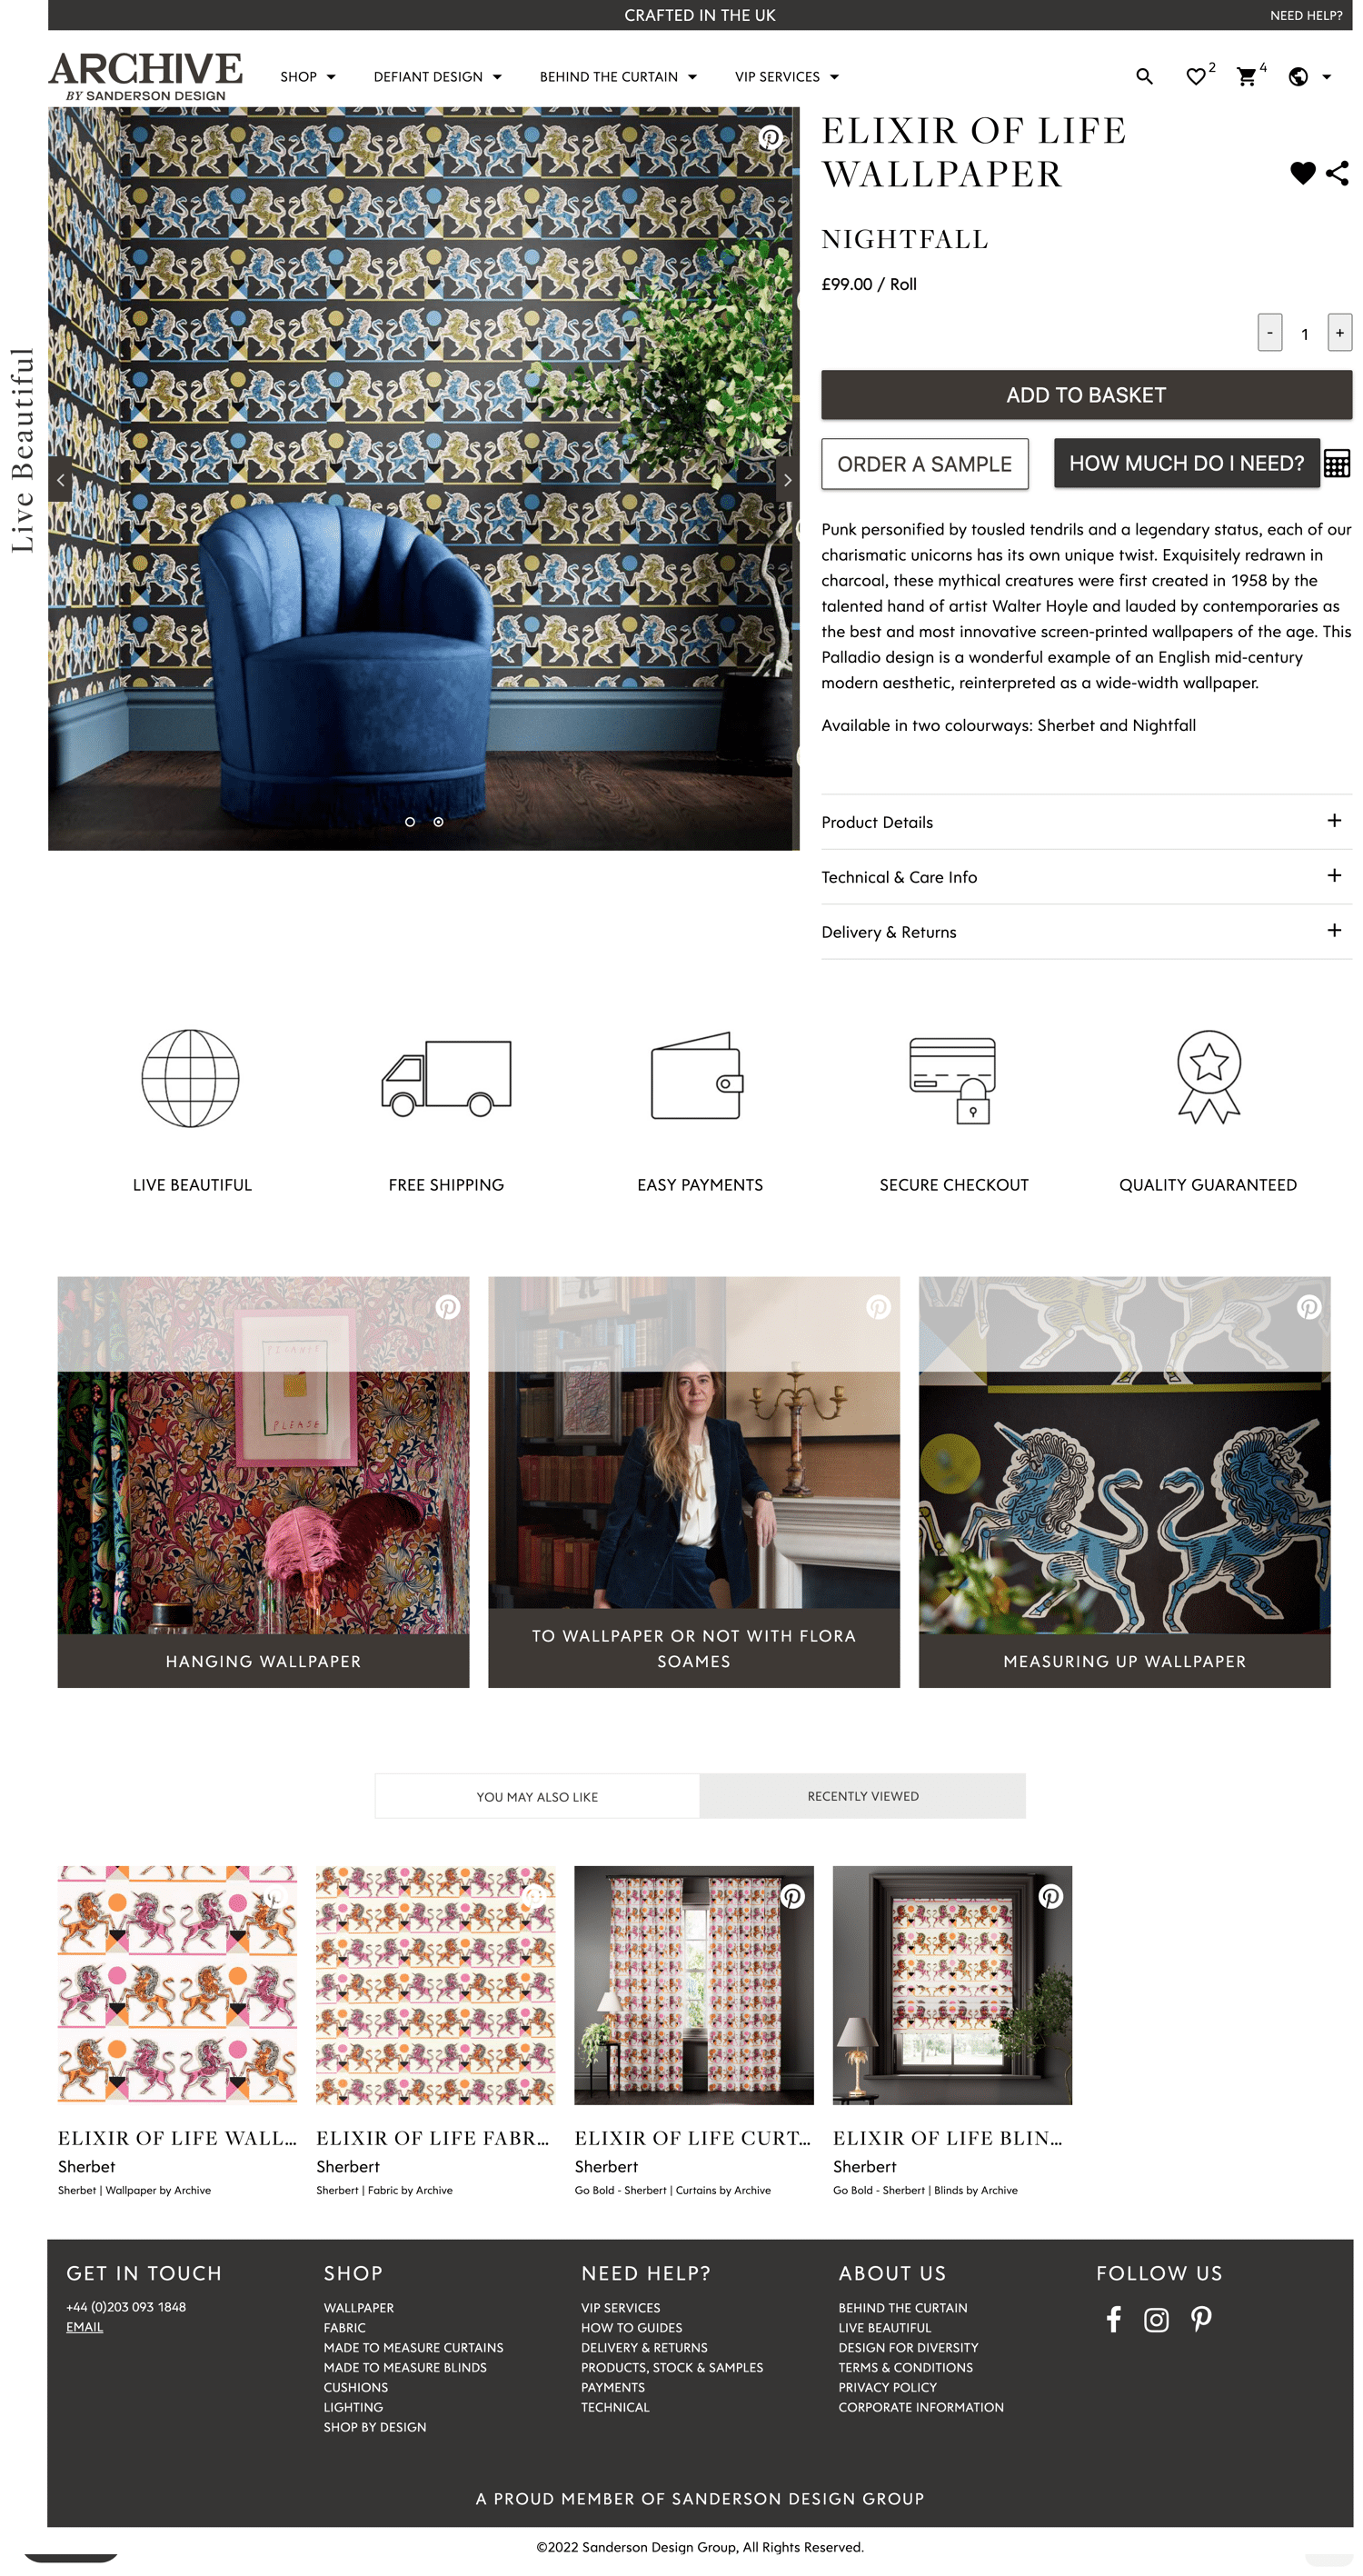 CRAFTED IN THE UK
NEED HELP?
ARCHIVE
BY SANDERSON DESIGN
SHOP
DEFIANT DESIGN
BEHIND THE CURTAIN
VIP SERVICES
2
4
Live Beautiful
ELIXIR OF LIFE
WALLPAPER
NIGHTFALL
£99.00 / Roll
- 1 +
ADD TO BASKET
ORDER A SAMPLE
HOW MUCH DO I NEED?
Punk personified by tousled tendrils and a legendary status, each of our
charismatic unicorns has its own unique twist. Exquisitely redrawn in
charcoal, these mythical creatures were first created in 1958 by the
talented hand of artist Walter Hoyle and lauded by contemporaries as
the best and most innovative screen-printed wallpapers of the age. This
Palladio design is a wonderful example of an English mid-century
modern aesthetic, reinterpreted as a wide-width wallpaper.
Available in two colourways: Sherbet and Nightfall
Product Details +
Technical & Care Info +
Delivery & Returns +
LIVE BEAUTIFUL
FREE SHIPPING
EASY PAYMENTS
SECURE CHECKOUT
QUALITY GUARANTEED
PLEASE
HANGING WALLPAPER
TO WALLPAPER OR NOT WITH FLORA
SOAMES
MEASURING UP WALLPAPER
YOU MAY ALSO LIKE
RECENTLY VIEWED
ELIXIR OF LIFE WALL...
Sherbet
Sherbet | Wallpaper by Archive
ELIXIR OF LIFE FABR...
Sherbert
Sherbert | Fabric by Archive
ELIXIR OF LIFE CURT...
Sherbert
Go Bold - Sherbert | Curtains by Archive
ELIXIR OF LIFE BLIN...
Sherbert
Go Bold - Sherbert | Blinds by Archive
GET IN TOUCH
+44 (0)203 093 1848
EMAIL
SHOP
WALLPAPER
FABRIC
MADE TO MEASURE CURTAINS
MADE TO MEASURE BLINDS
CUSHIONS
LIGHTING
SHOP BY DESIGN
NEED HELP?
VIP SERVICES
HOW TO GUIDES
DELIVERY & RETURNS
PRODUCTS, STOCK & SAMPLES
PAYMENTS
TECHNICAL
ABOUT US
BEHIND THE CURTAIN
LIVE BEAUTIFUL
DESIGN FOR DIVERSITY
TERMS & CONDITIONS
PRIVACY POLICY
CORPORATE INFORMATION
FOLLOW US
A PROUD MEMBER OF SANDERSON DESIGN GROUP
©2022 Sanderson Design Group, All Rights Reserved.